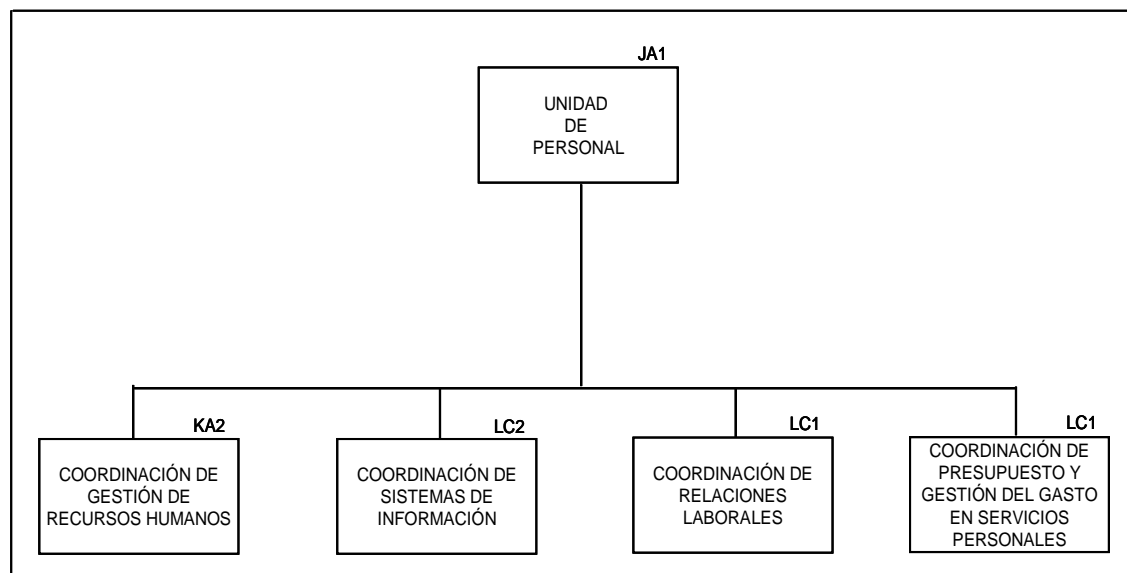 JA1
UNIDAD
DE
PERSONAL
KA2
COORDINACIÓN DE
GESTIÓN DE
RECURSOS HUMANOS
LC2
COORDINACIÓN DE
SISTEMAS DE
INFORMACIÓN
LC1
COORDINACIÓN DE
RELACIONES
LABORALES
LC1
COORDINACIÓN DE
PRESUPUESTO Y
GESTIÓN DEL GASTO
EN SERVICIOS
PERSONALES